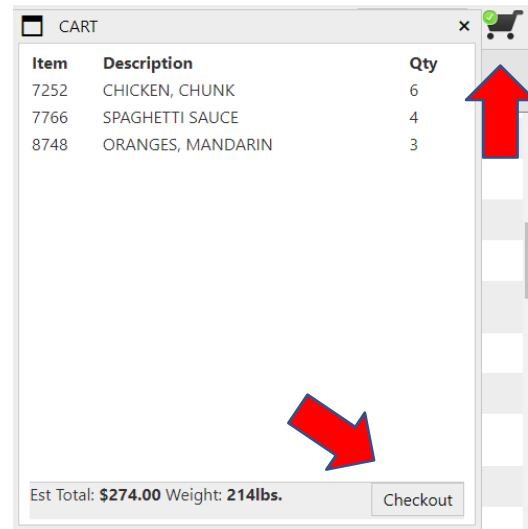 CART ×
Item Description Qty
7252 CHICKEN, CHUNK 6
7766 SPAGHETTI SAUCE 4
8748 ORANGES, MANDARIN 3
Est Total: $274.00 Weight: 214lbs. Checkout